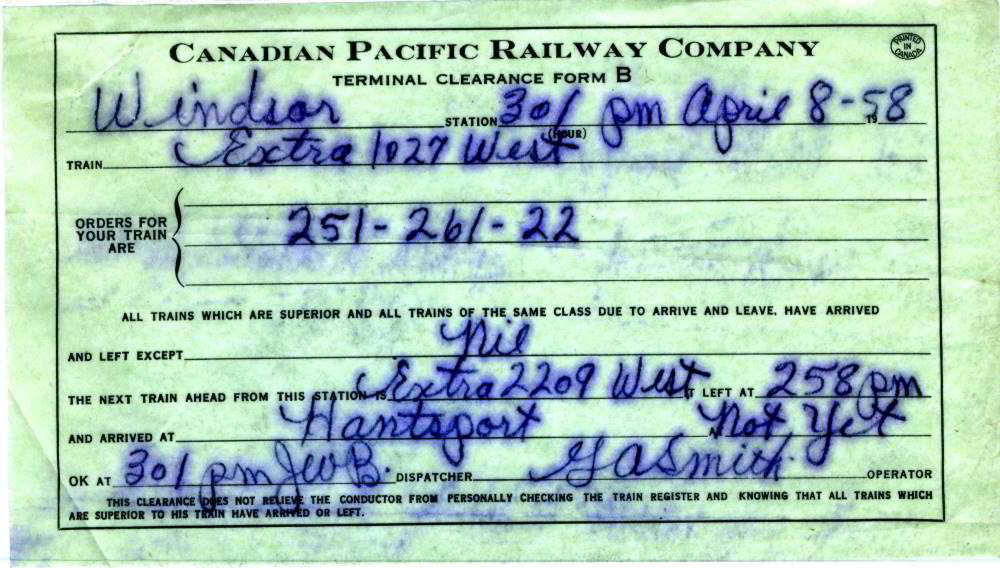 CANADIAN PACIFIC RAILWAY COMPANY
PRINTED IN CANADA
TERMINAL CLEARANCE FORM B
Windsor STATION 301 pm April 8-1958
(HOUR)
TRAIN Extra 1027 West
ORDERS FOR YOUR TRAIN ARE
251-261-22
ALL TRAINS WHICH ARE SUPERIOR AND ALL TRAINS OF THE SAME CLASS DUE TO ARRIVE AND LEAVE, HAVE ARRIVED
AND LEFT EXCEPT Nil
THE NEXT TRAIN AHEAD FROM THIS STATION IS Extra 2209 West IT LEFT AT 258 pm
AND ARRIVED AT Hantsport Not Yet
OK AT 301 pm JWB. DISPATCHER G A Smith OPERATOR
THIS CLEARANCE DOES NOT RELIEVE THE CONDUCTOR FROM PERSONALLY CHECKING THE TRAIN REGISTER AND KNOWING THAT ALL TRAINS WHICH
ARE SUPERIOR TO HIS TRAIN HAVE ARRIVED OR LEFT.